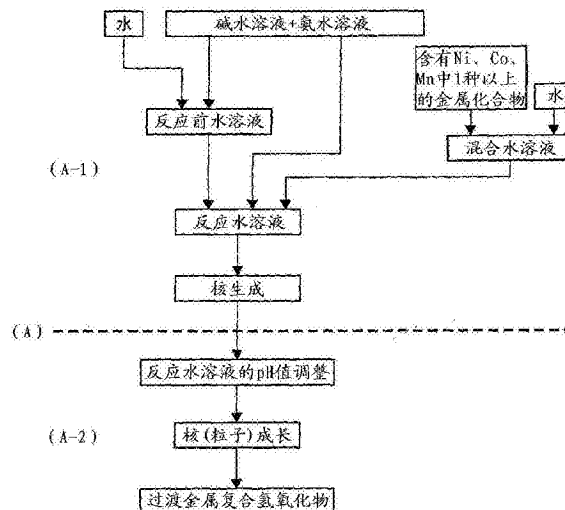 水
碱水溶液+氨水溶液
含有Ni、Co、
Mn中1种以上
的金属化合物
水
反应前水溶液
混合水溶液
(A-1)
反应水溶液
核生成
(A)
反应水溶液的pH值调整
(A-2)
核(粒子)成长
过渡金属复合氢氧化物